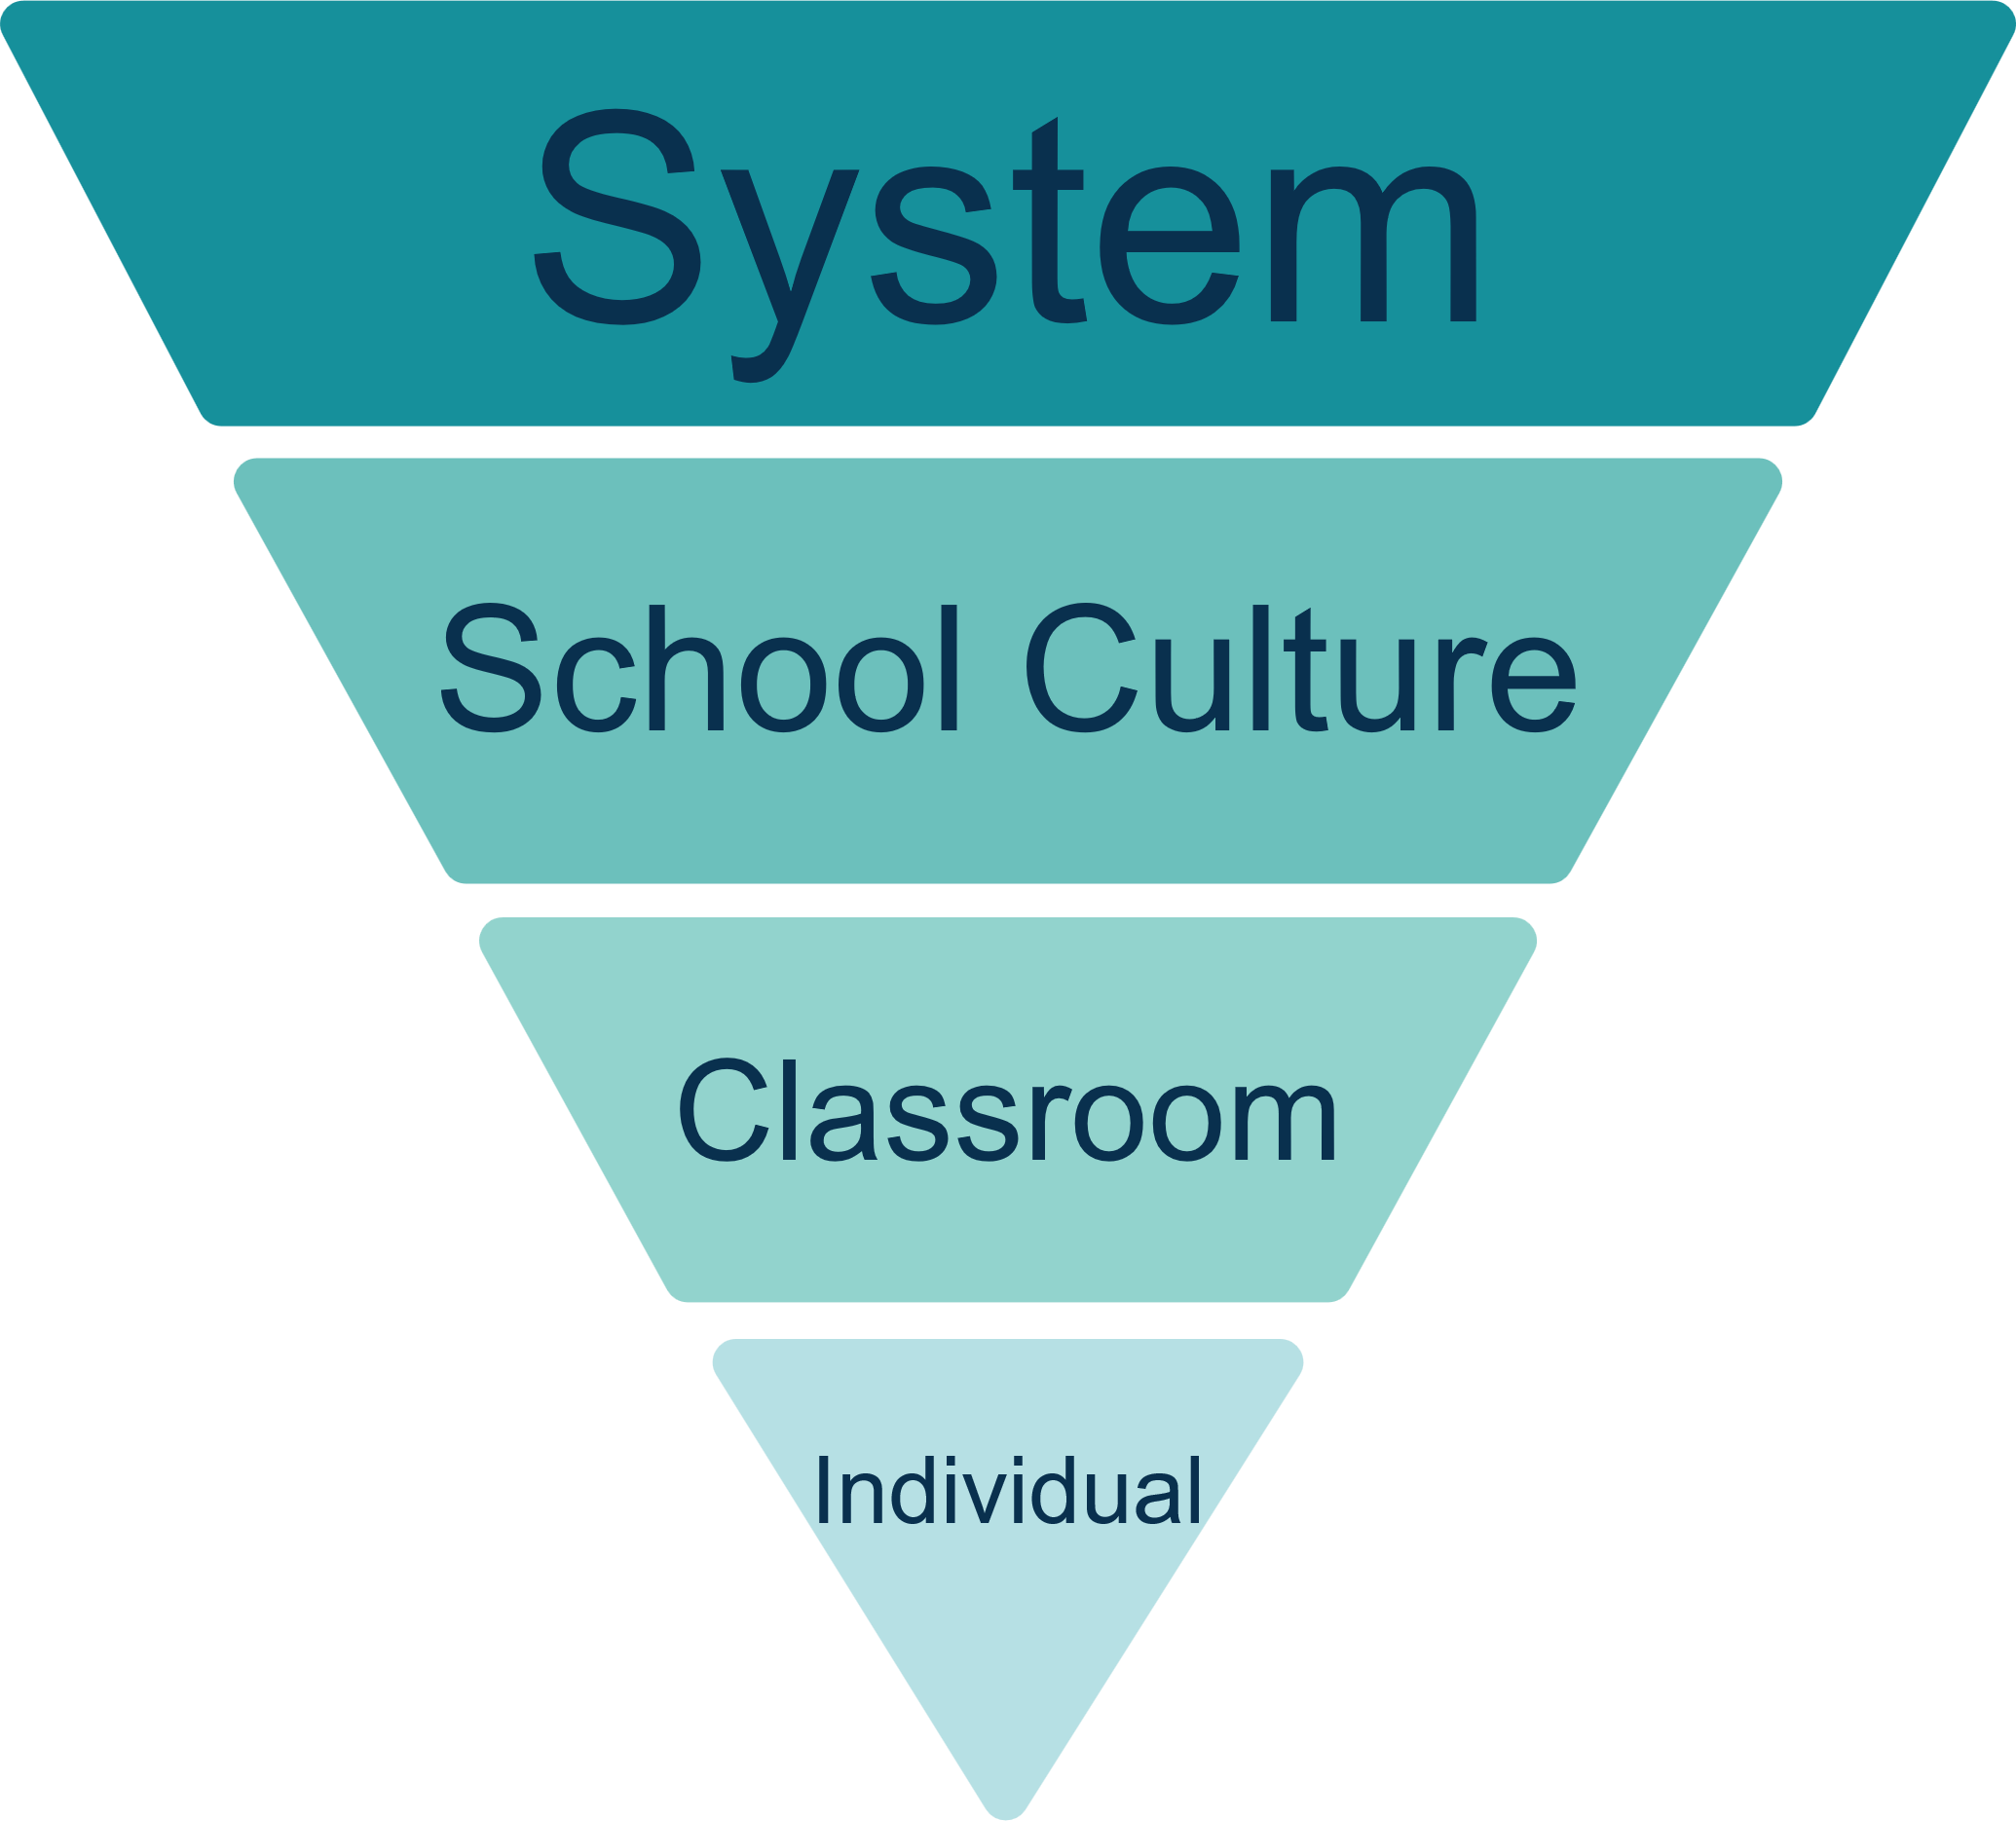 System
School Culture
Classroom
Individual